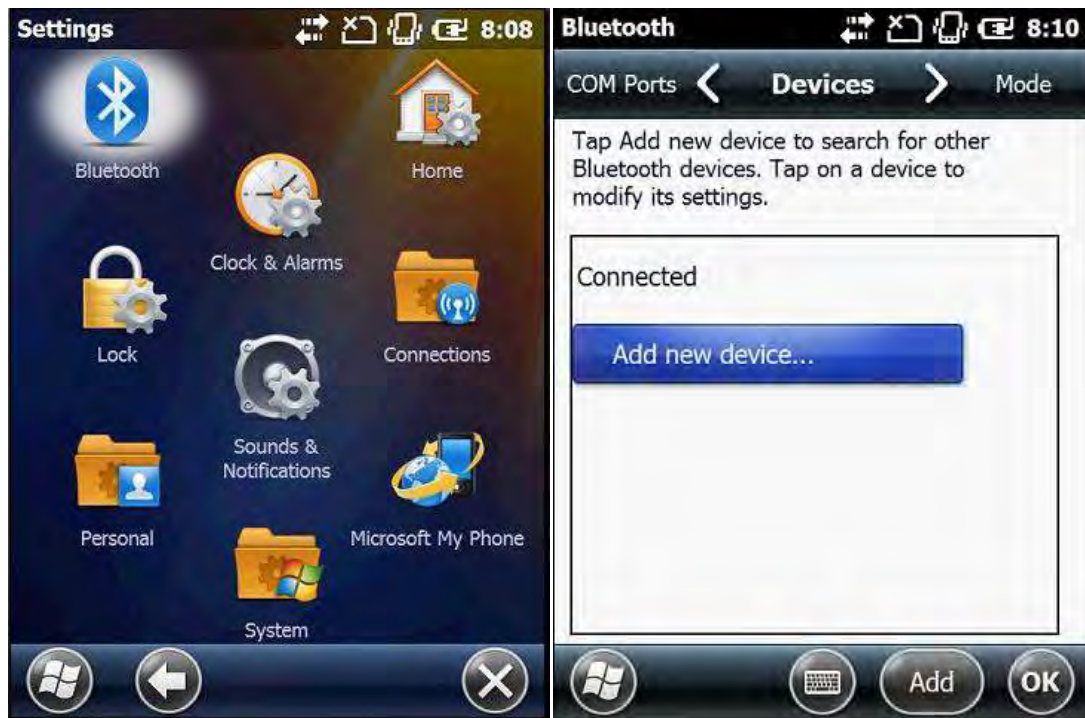 Settings 8:08
Bluetooth
Home
Clock & Alarms
Lock
Connections
Sounds &
Notifications
Personal
Microsoft My Phone
System
Bluetooth 8:10
COM Ports Devices Mode
Tap Add new device to search for other
Bluetooth devices. Tap on a device to
modify its settings.
Connected
Add new device...
Add OK